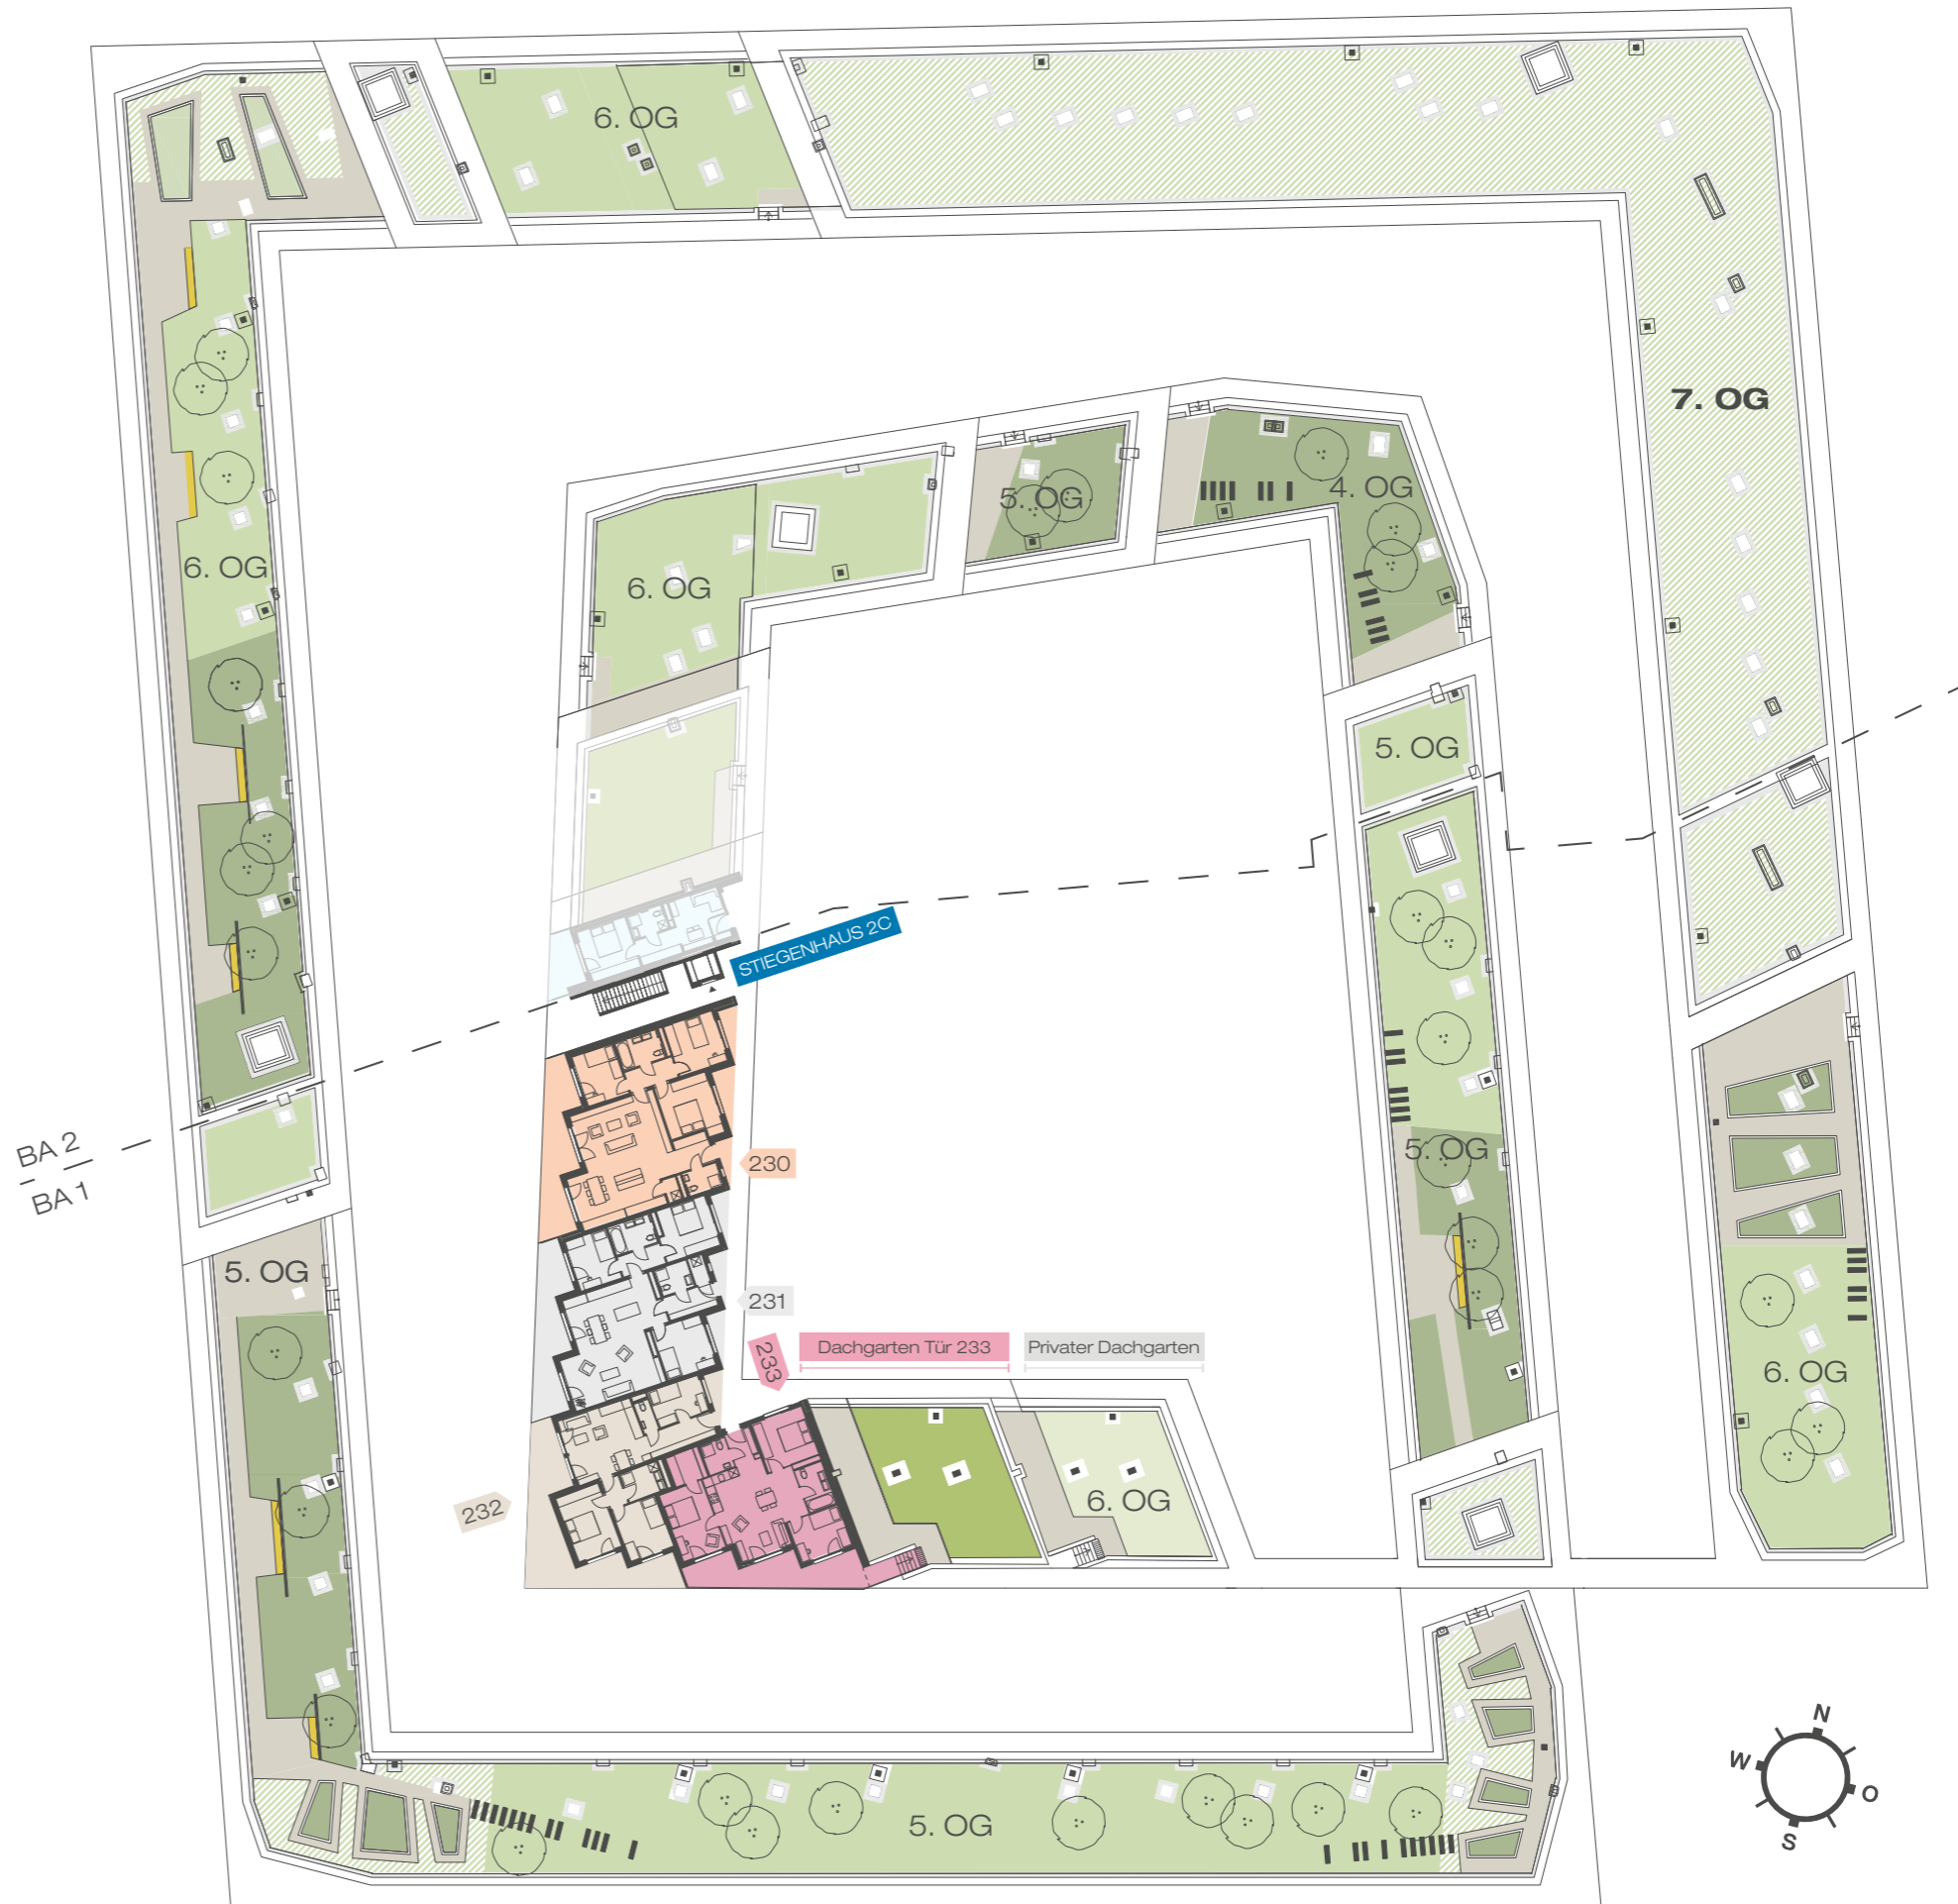 6. OG
7. OG
5. OG
4. OG
6. OG
6. OG
5. OG
STIEGENHAUS 2C
BA 2
BA 1
230
5. OG
5. OG
231
233
Dachgarten Tür 233
Privater Dachgarten
6. OG
232
6. OG
5. OG
N
W
O
S